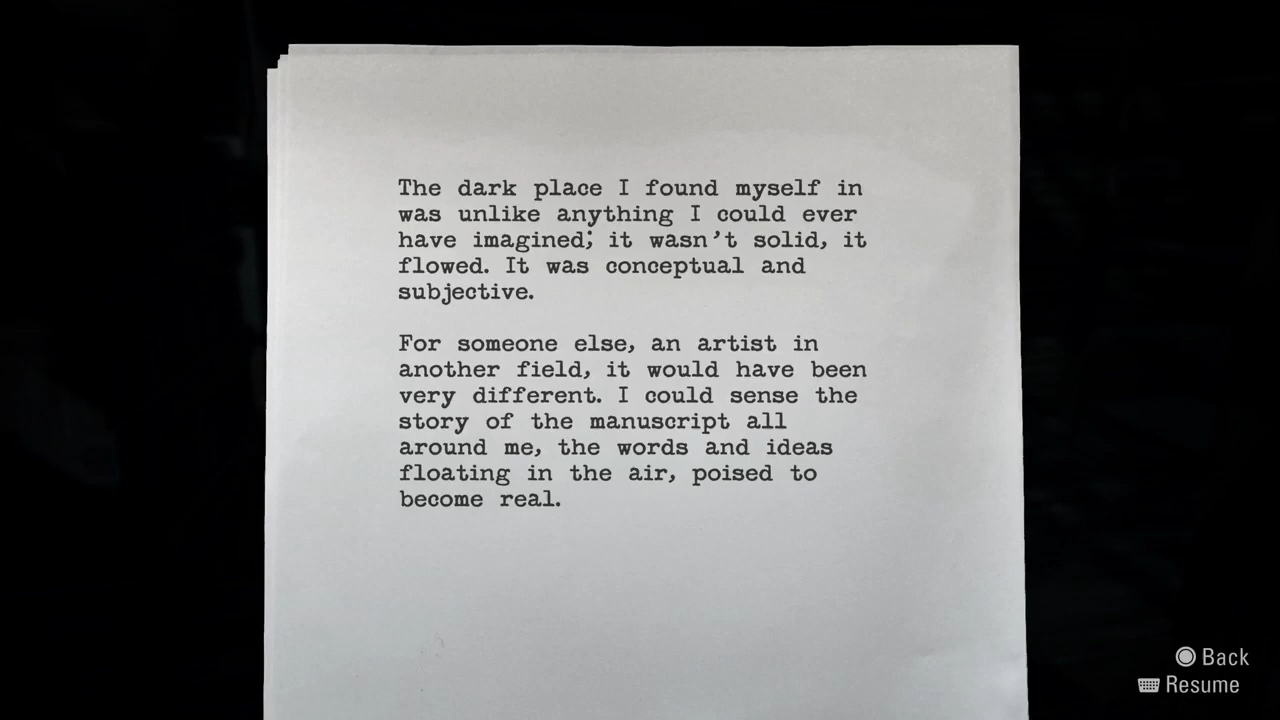 The dark place I found myself in
was unlike anything I could ever
have imagined; it wasn't solid, it
flowed. It was conceptual and
subjective.
For someone else, an artist in
another field, it would have been
very different. I could sense the
story of the manuscript all
around me, the words and ideas
floating in the air, poised to
become real.
Back
Resume